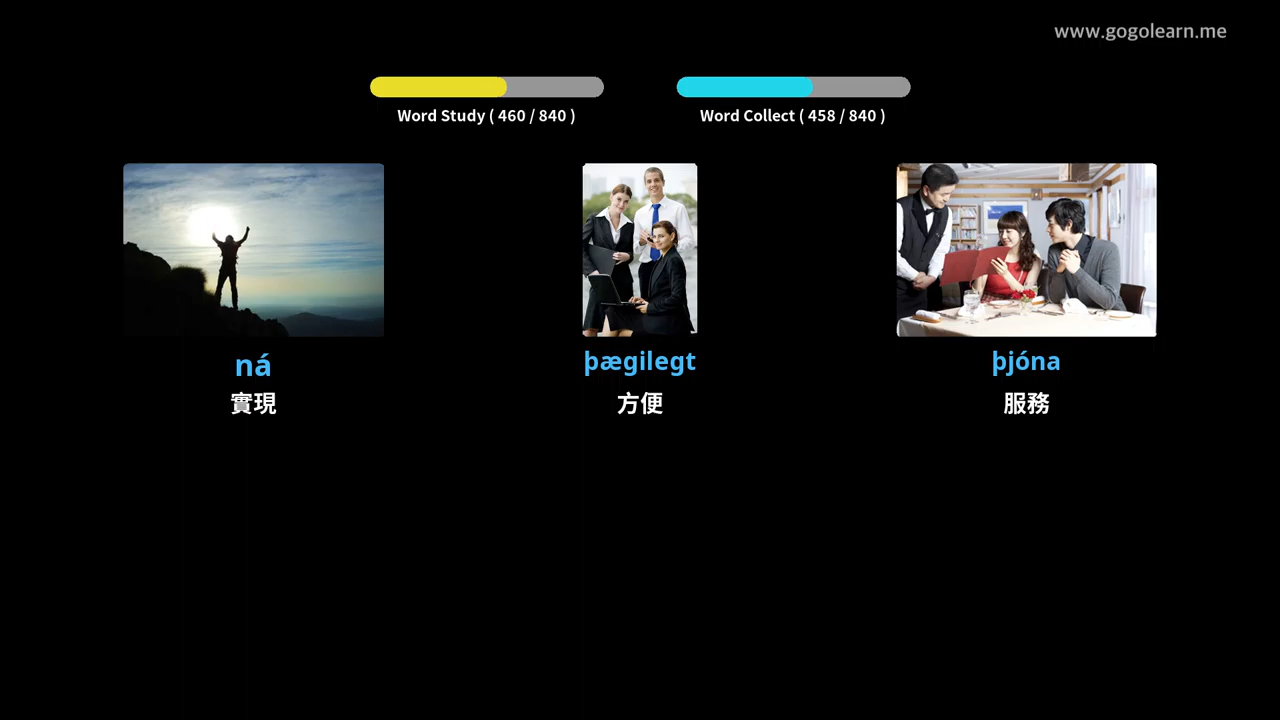 www.gogolearn.me
Word Study ( 460 / 840 )
Word Collect ( 458 / 840 )
ná
實現
þægilegt
方便
þjóna
服務